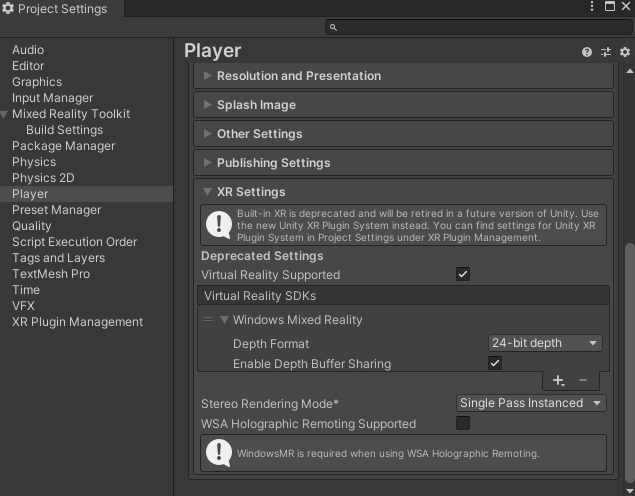 Project Settings
Audio
Editor
Graphics
Input Manager
Mixed Reality Toolkit
Build Settings
Package Manager
Physics
Physics 2D
Player
Preset Manager
Quality
Script Execution Order
Tags and Layers
TextMesh Pro
Time
VFX
XR Plugin Management
Player
Resolution and Presentation
Splash Image
Other Settings
Publishing Settings
XR Settings
Built-in XR is deprecated and will be retired in a future version of Unity. Use
the new Unity XR Plugin System instead. You can find settings for Unity XR
Plugin System in Project Settings under XR Plugin Management.
Deprecated Settings
Virtual Reality Supported
Virtual Reality SDKs
Windows Mixed Reality
Depth Format 24-bit depth
Enable Depth Buffer Sharing
Stereo Rendering Mode* Single Pass Instanced
WSA Holographic Remoting Supported
WindowsMR is required when using WSA Holographic Remoting.